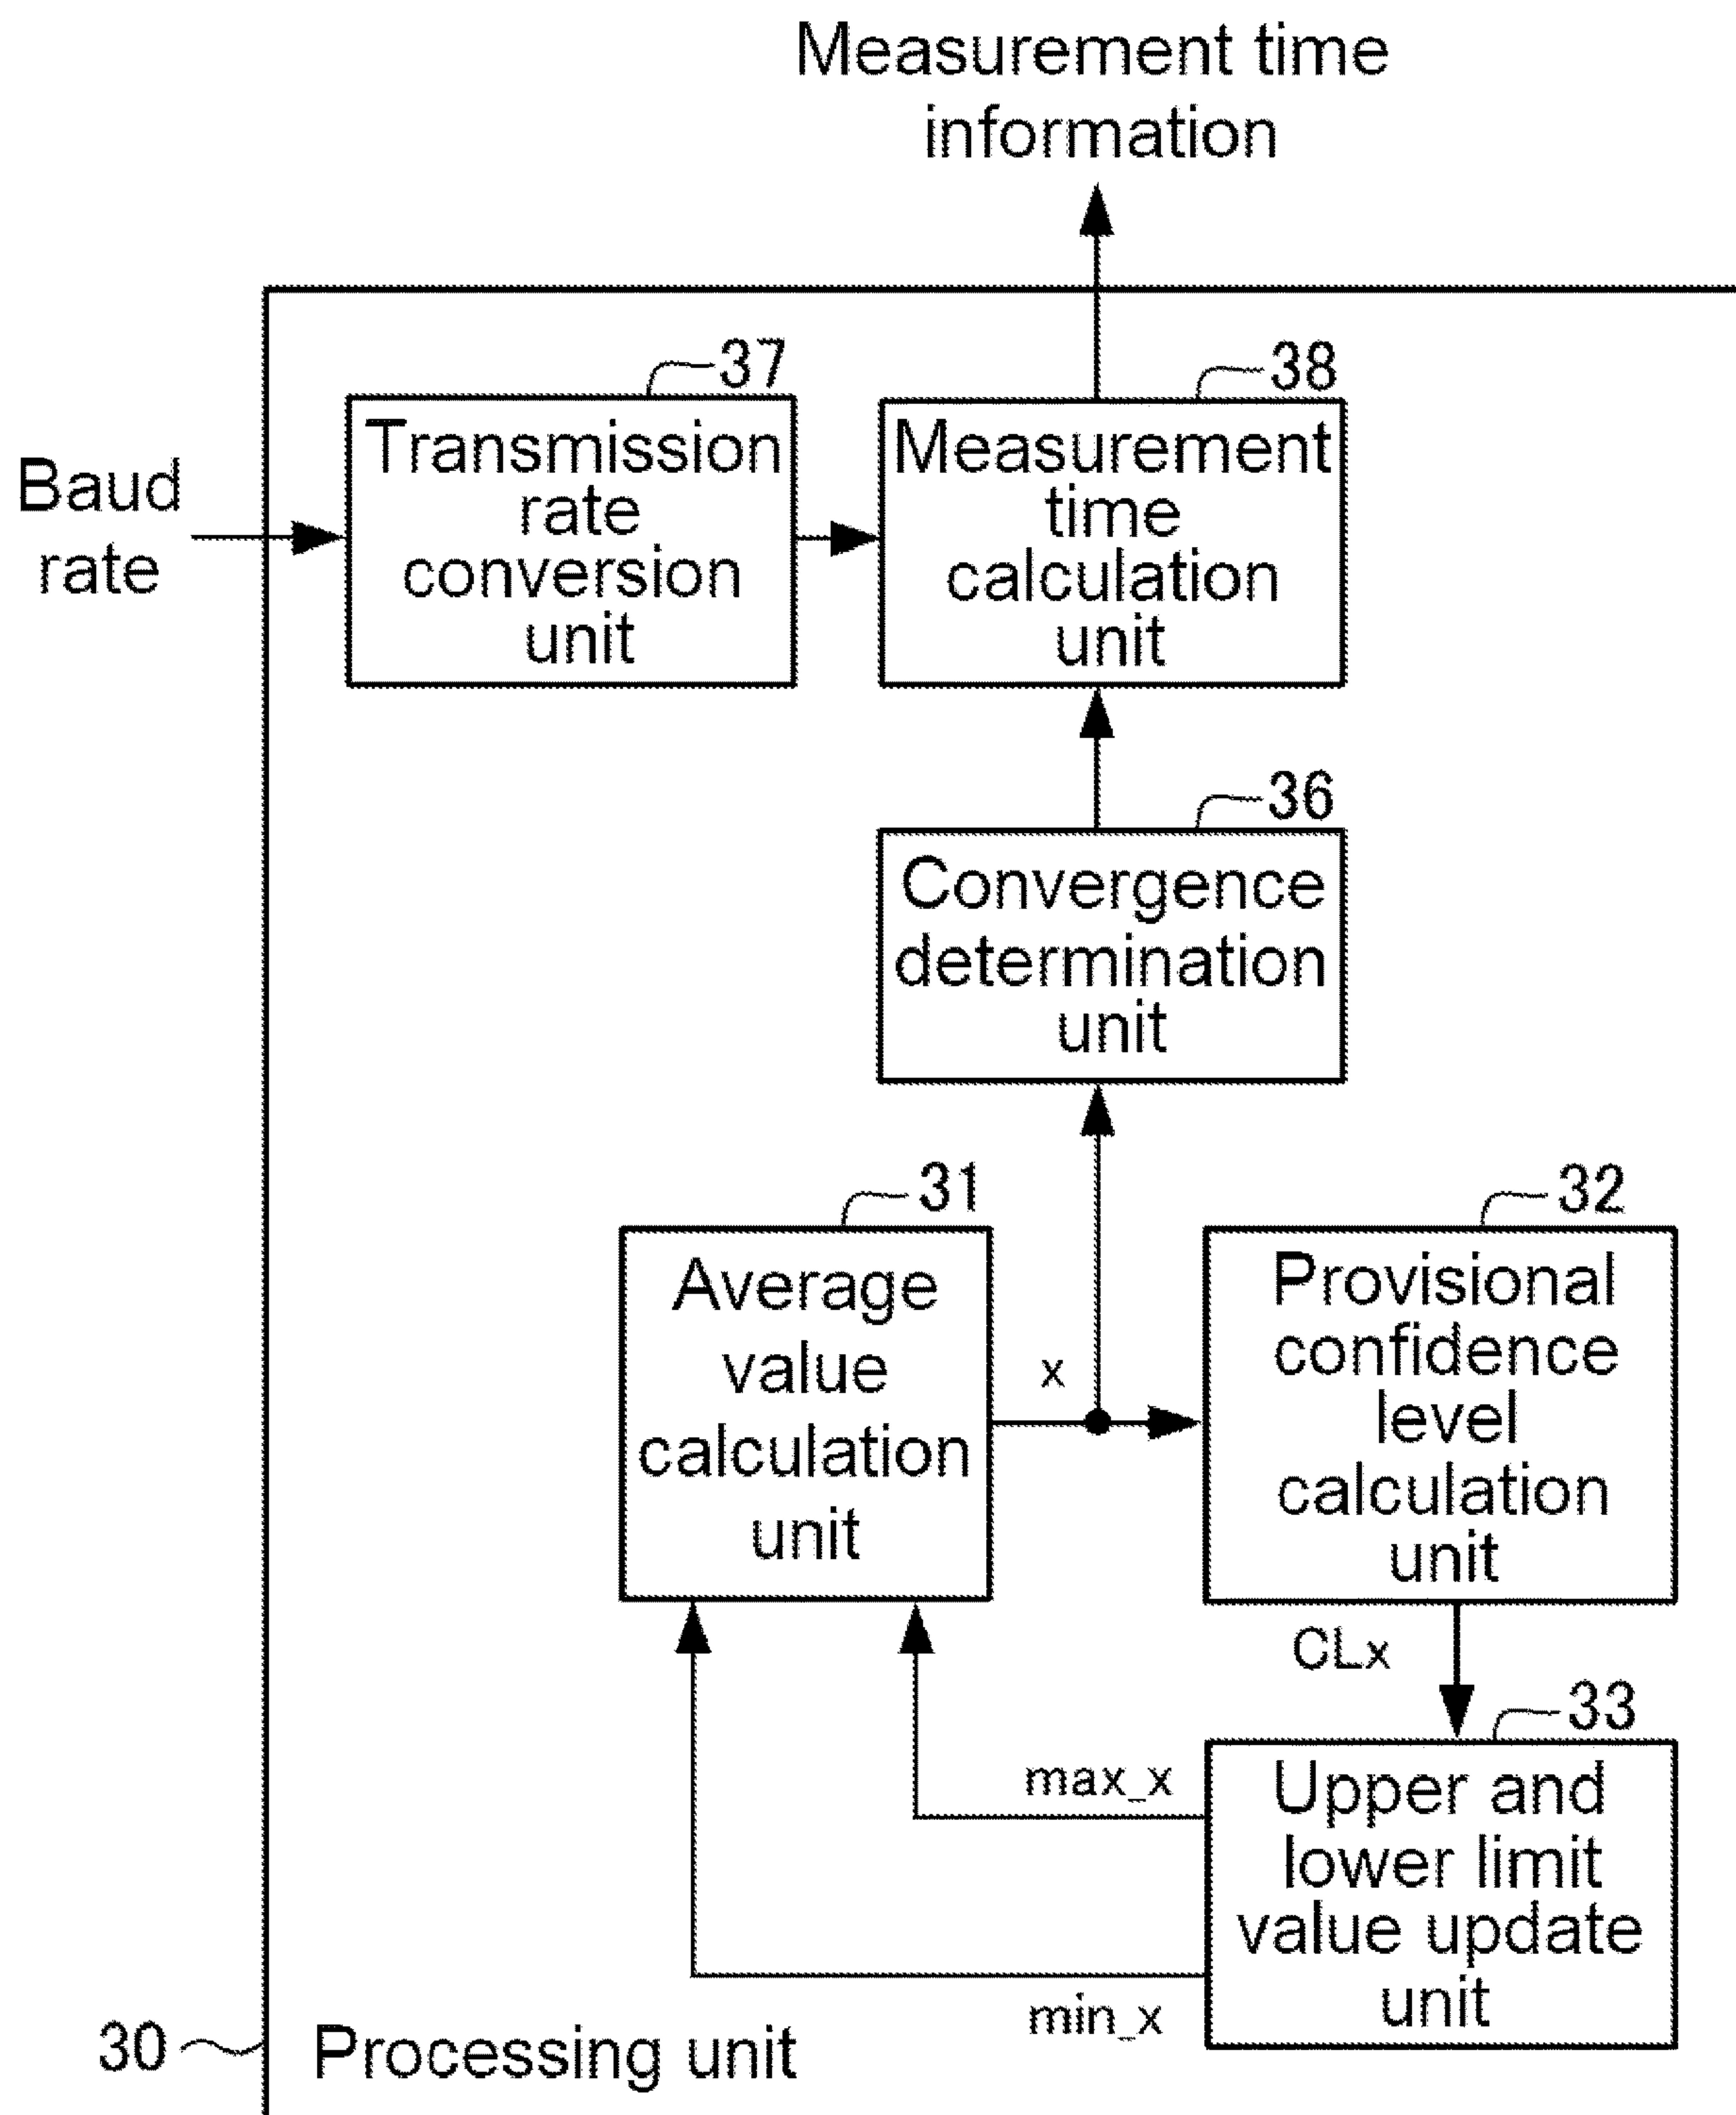 Measurement time
information
37
38
Baud
rate
Transmission
rate
conversion
unit
Measurement
time
calculation
unit
36
Convergence
determination
unit
31
32
Average
value
calculation
unit
x
Provisional
confidence
level
calculation
unit
CLx
33
max_x
min_x
Upper and
lower limit
value update
unit
30
Processing unit